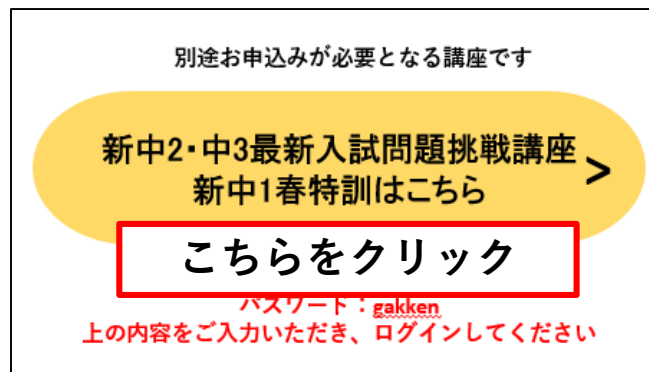 別途お申込みが必要となる講座です
新中2・中3最新入試問題挑戦講座
新中1春特訓はこちら
>
こちらをクリック
パスワード：gakken
上の内容をご入力いただき、ログインしてください